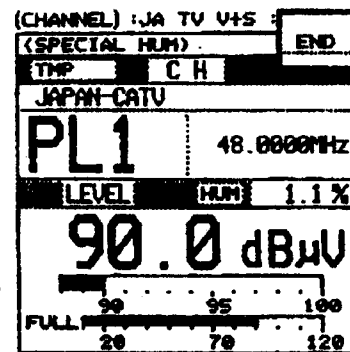 (CHANNEL) :JA TV V+S :
END
(SPECIAL HUM)
TMP CH
JAPAN-CATV
PL1 48.0000MHz
LEVEL HUM 1.1 %
90.0 dBμV
90 95 100
FULL
20 70 120